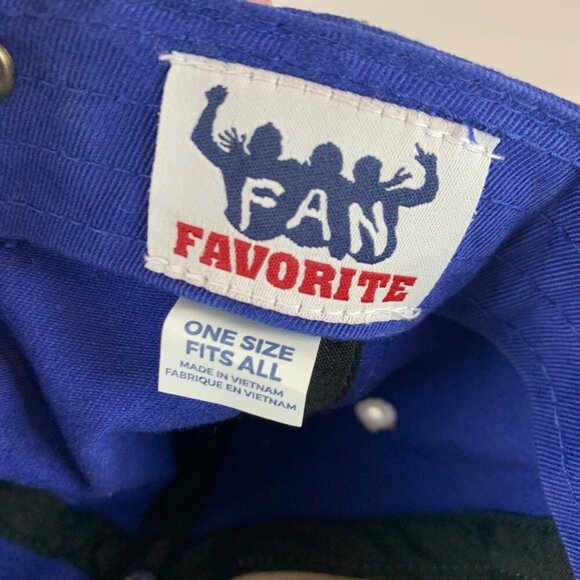 FAN
FAVORITE
ONE SIZE
FITS ALL
MADE IN VIETNAM
FABRIQUE EN VIETNAM